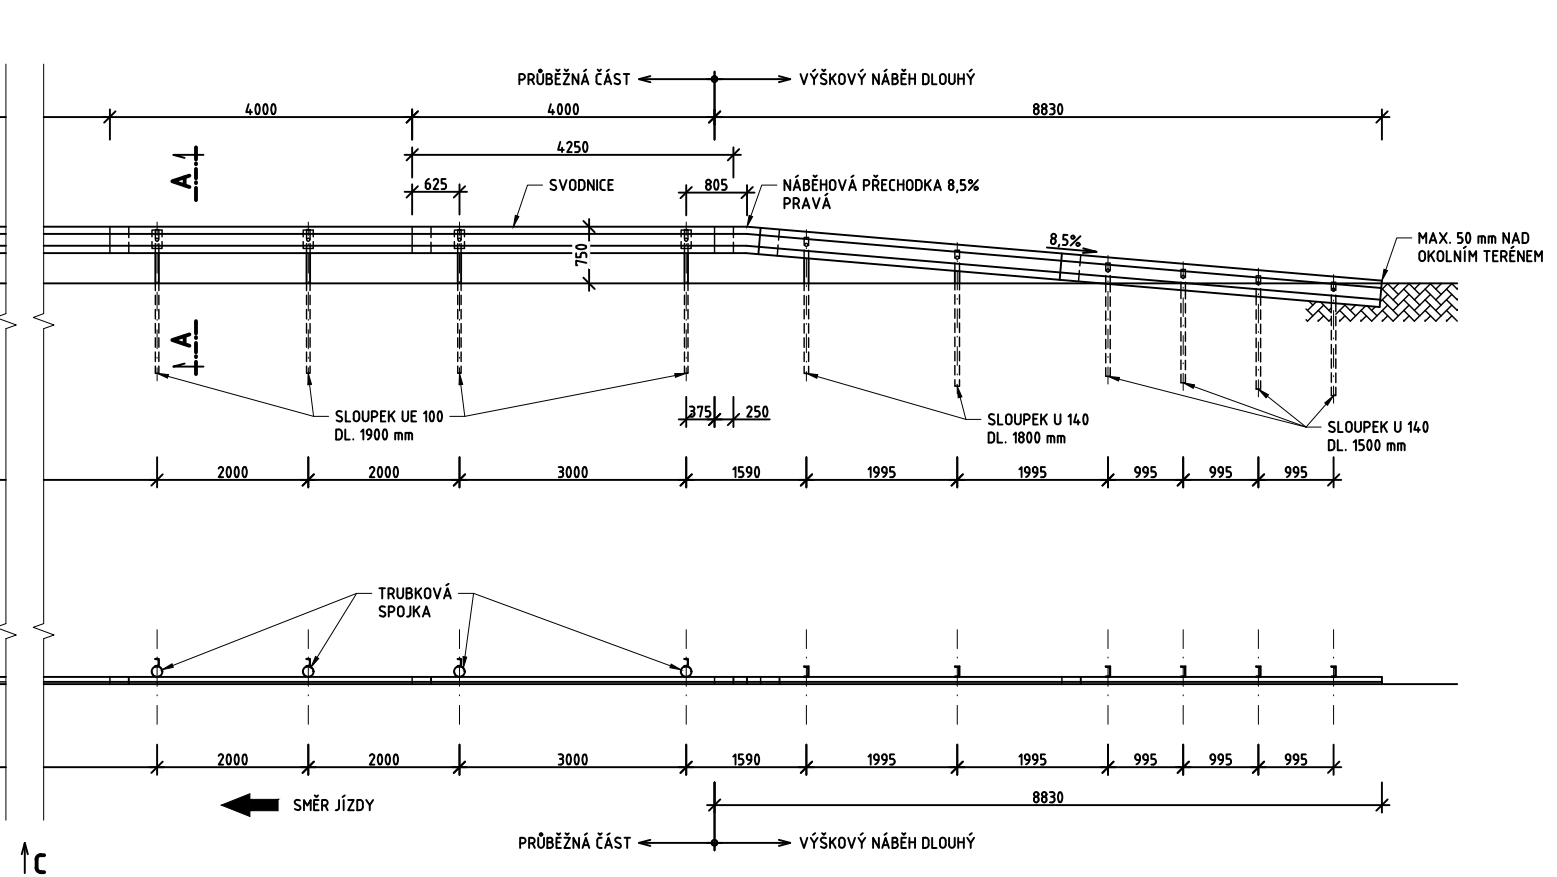 PRŮBĚŽNÁ ČÁST
VÝŠKOVÝ NÁBĚH DLOUHÝ
4000
4000
8830
4250
625
SVODNICE
805
NÁBĚHOVÁ PŘECHODKA 8,5%
PRAVÁ
A
750
8,5%
MAX. 50 mm NAD
OKOLNÍM TERÉNEM
A
SLOUPEK UE 100
DL. 1900 mm
375
250
SLOUPEK U 140
DL. 1800 mm
SLOUPEK U 140
DL. 1500 mm
2000
2000
3000
1590
1995
1995
995
995
995
TRUBKOVÁ
SPOJKA
2000
2000
3000
1590
1995
1995
995
995
995
SMĚR JÍZDY
8830
PRŮBĚŽNÁ ČÁST
VÝŠKOVÝ NÁBĚH DLOUHÝ
C